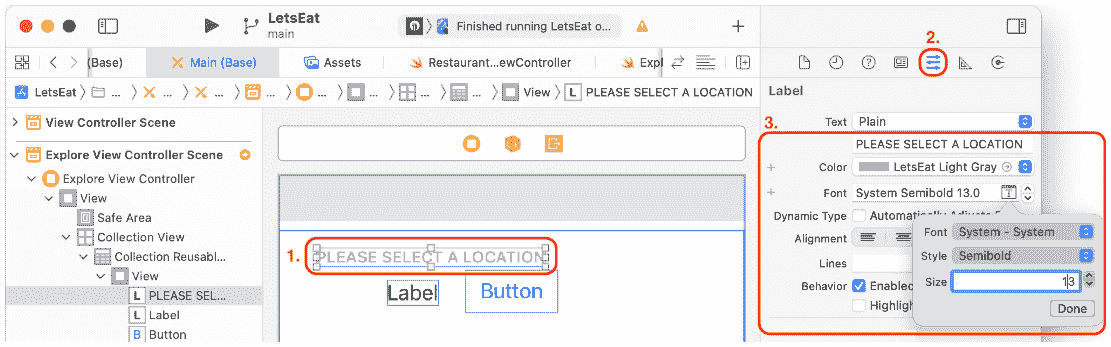 LetsEat
main
Finished running LetsEat o...
2.
(Base)
Main (Base)
Assets
Restaurant...ewController
Expl
LetsEat
...
...
...
...
...
...
...
...
View
L
PLEASE SELECT A LOCATION
Label
View Controller Scene
Explore View Controller Scene
Explore View Controller
View
Safe Area
Collection View
Collection Reusabl...
View
L
PLEASE SEL...
L
Label
B
Button
1.
PLEASE SELECT A LOCATION
Label
Button
3.
Text
Plain
PLEASE SELECT A LOCATION
Color
LetsEat Light Gray
Font
System Semibold 13.0
T
Dynamic Type
Alignment
Lines
Behavior
Enabled
Highlig
Font
System - System
Style
Semibold
Size
13
Done